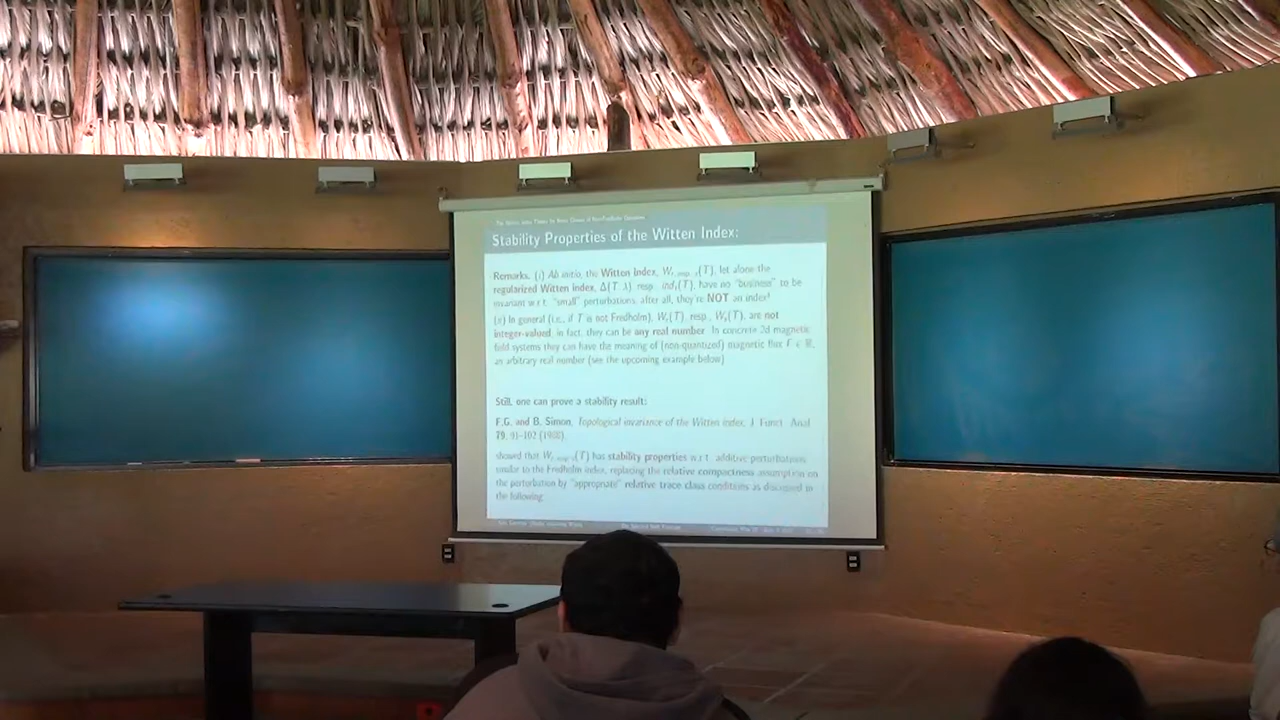 Stability Properties of the Witten Index:
Remarks. (i) Ab initio, the Witten Index, W_{r, resp., s}(T), let alone the
regularized Witten index, Δ(T, λ) resp., ind_t(T), have no "business" to be
invariant w.r.t. "small" perturbations, after all, they're NOT an index!
(ii) In general (i.e., if T is not Fredholm), W_r(T), resp., W_s(T), are not
integer-valued, in fact, they can be any real number. In concrete 2d magnetic
field systems they can have the meaning of (non-quantized) magnetic flux F ∈ ℝ,
an arbitrary real number (see the upcoming example below)
Still, one can prove a stability result:
F.G. and B. Simon, Topological invariance of the Witten index, J. Funct. Anal.
79, 91–102 (1988)
showed that W_{r, resp., s}(T) has stability properties w.r.t. additive perturbations,
similar to the Fredholm index, replacing the relative compactness assumption on
the perturbation by "appropriate" relative trace class conditions as discussed in
the following.